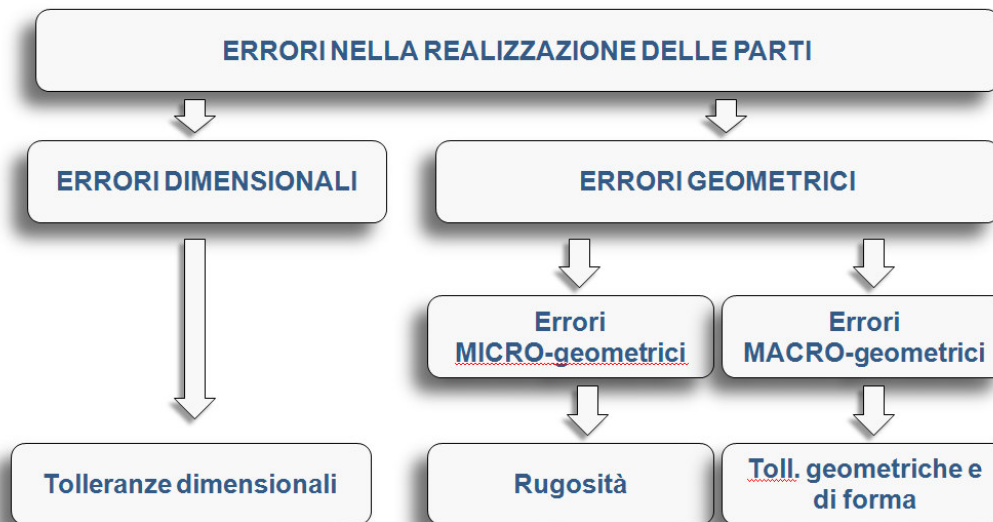 ERRORI NELLA REALIZZAZIONE DELLE PARTI
ERRORI DIMENSIONALI
ERRORI GEOMETRICI
Errori
MICRO-geometrici
Errori
MACRO-geometrici
Tolleranze dimensionali
Rugosità
Toll. geometriche e
di forma